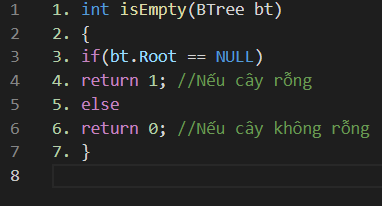 1 1. int isEmpty(BTree bt)
2 2. {
3 3. if(bt.Root == NULL)
4 4. return 1; //Nếu cây rỗng
5 5. else
6 6. return 0; //Nếu cây không rỗng
7 7. }
8